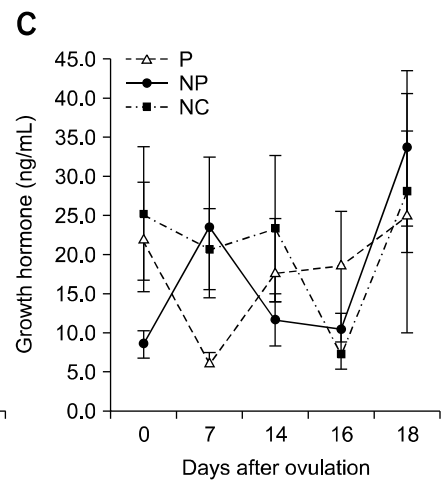 C
P
NP
NC
Growth hormone (ng/mL)
45.0
40.0
35.0
30.0
25.0
20.0
15.0
10.0
5.0
0.0
0 7 14 16 18
Days after ovulation